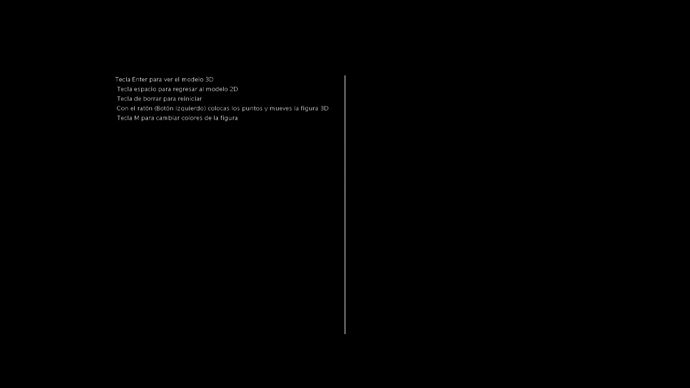 Tecla Enter para ver el modelo 3D
Tecla espacio para regresar al modelo 2D
Tecla de borrar para reiniciar
Con el ratón (Botón izquierdo) colocas los puntos y mueves la figura 3D
Tecla M para cambiar colores de la figura